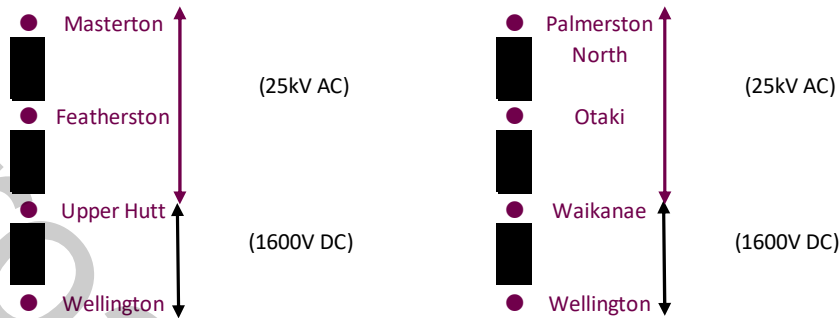 Masterton
(25kV AC)
Featherston
Upper Hutt
(1600V DC)
Wellington
Palmerston
North
(25kV AC)
Otaki
Waikanae
(1600V DC)
Wellington